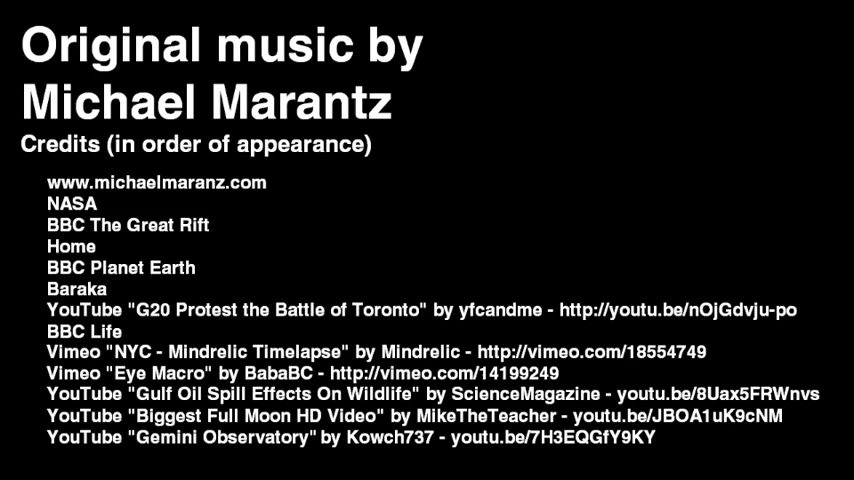 Original music by
Michael Marantz
Credits (in order of appearance)
www.michaelmaranz.com
NASA
BBC The Great Rift
Home
BBC Planet Earth
Baraka
YouTube "G20 Protest the Battle of Toronto" by yfcandme - http://youtu.be/nOjGdvju-po
BBC Life
Vimeo "NYC - Mindrelic Timelapse" by Mindrelic - http://vimeo.com/18554749
Vimeo "Eye Macro" by BabaBC - http://vimeo.com/14199249
YouTube "Gulf Oil Spill Effects On Wildlife" by ScienceMagazine - youtu.be/8Uax5FRWnvs
YouTube "Biggest Full Moon HD Video" by MikeTheTeacher - youtu.be/JBOA1uK9cNM
YouTube "Gemini Observatory" by Kowch737 - youtu.be/7H3EQGfY9KY